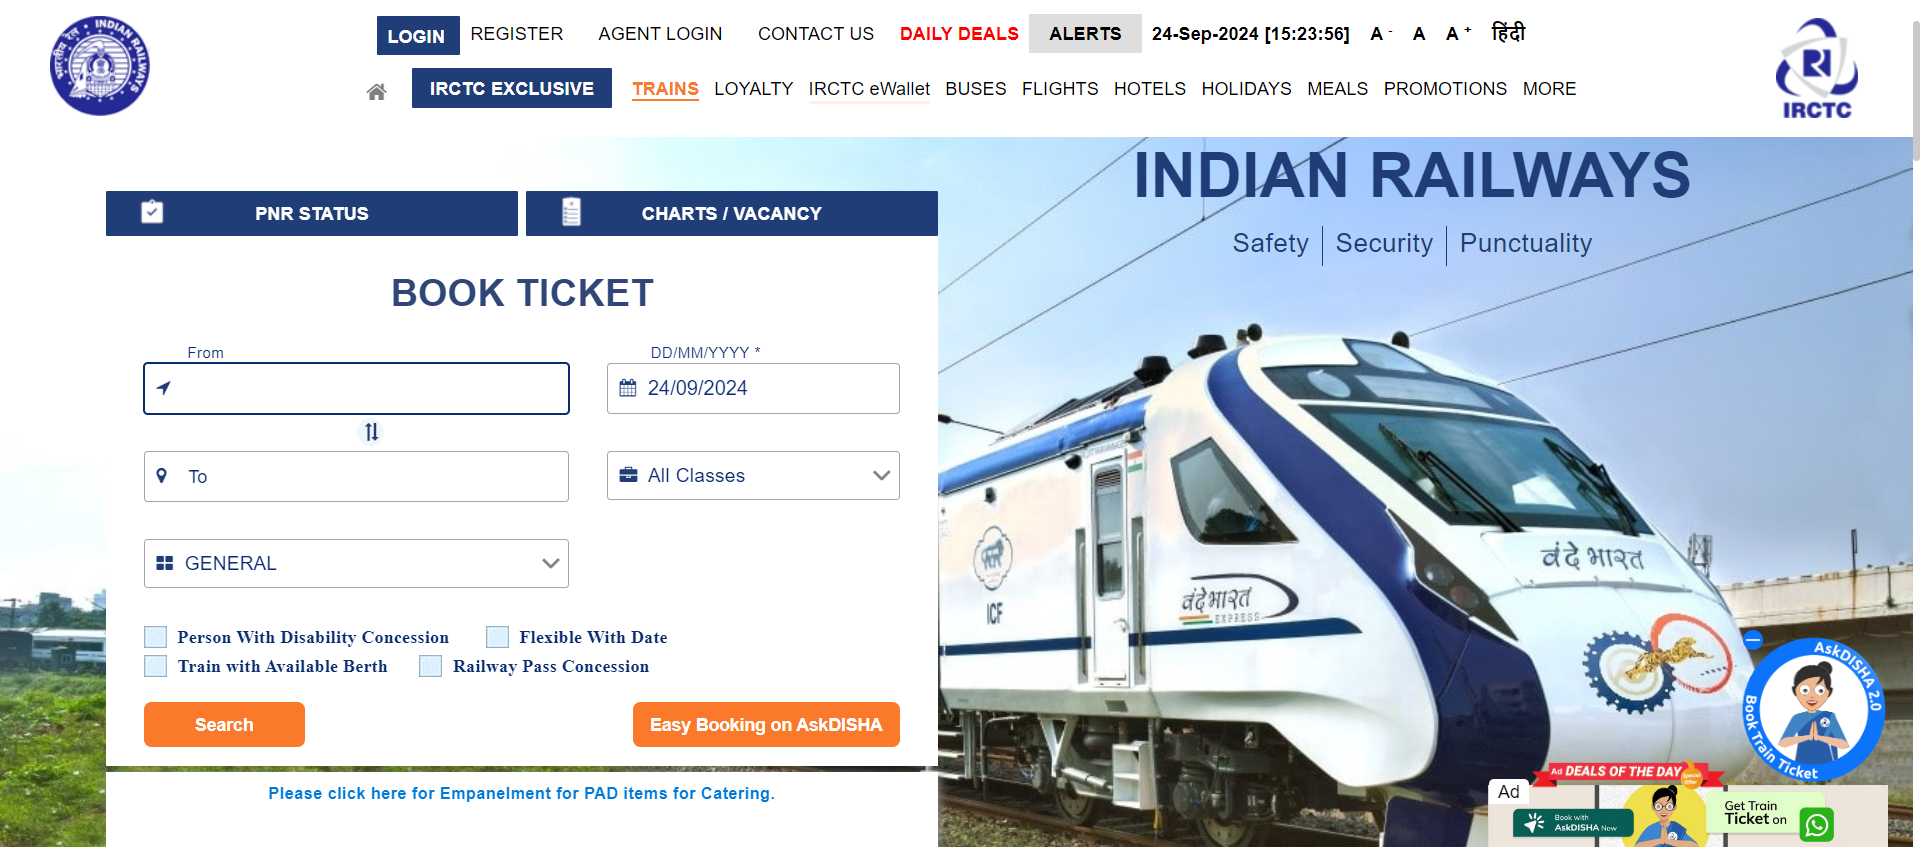 INDIAN RAILWAYS
भारतीय रेल
LOGIN REGISTER AGENT LOGIN CONTACT US DAILY DEALS ALERTS 24-Sep-2024 [15:23:56] A - A A + हिंदी
IRCTC EXCLUSIVE TRAINS LOYALTY IRCTC eWallet BUSES FLIGHTS HOTELS HOLIDAYS MEALS PROMOTIONS MORE
IRCTC
INDIAN RAILWAYS
Safety | Security | Punctuality
PNR STATUS
CHARTS / VACANCY
BOOK TICKET
From
DD/MM/YYYY *
24/09/2024
To
All Classes
GENERAL
Person With Disability Concession
Flexible With Date
Train with Available Berth
Railway Pass Concession
Search
Easy Booking on AskDISHA
Please click here for Empanelment for PAD items for Catering.
ICF
वंदे भारत
EXPRESS
वंदे भारत
AskDISHA 2.0
Book Train Ticket
Ad
Ad DEALS OF THE DAY
Special
Offer
Book with
AskDISHA Now
Get Train
Ticket on